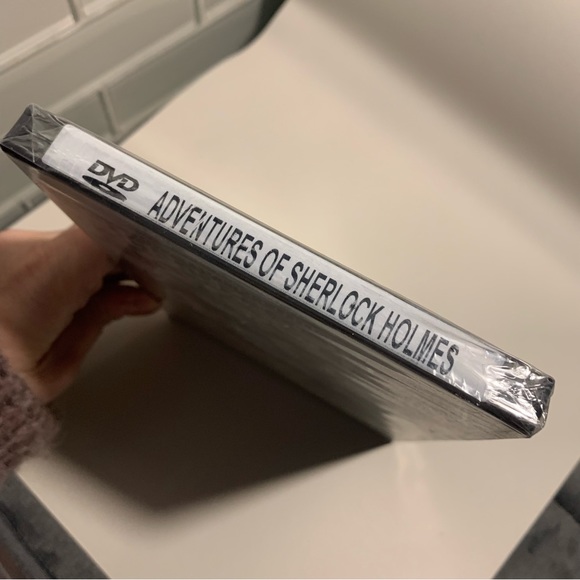 DVD
ADVENTURES OF SHERLOCK HOLMES